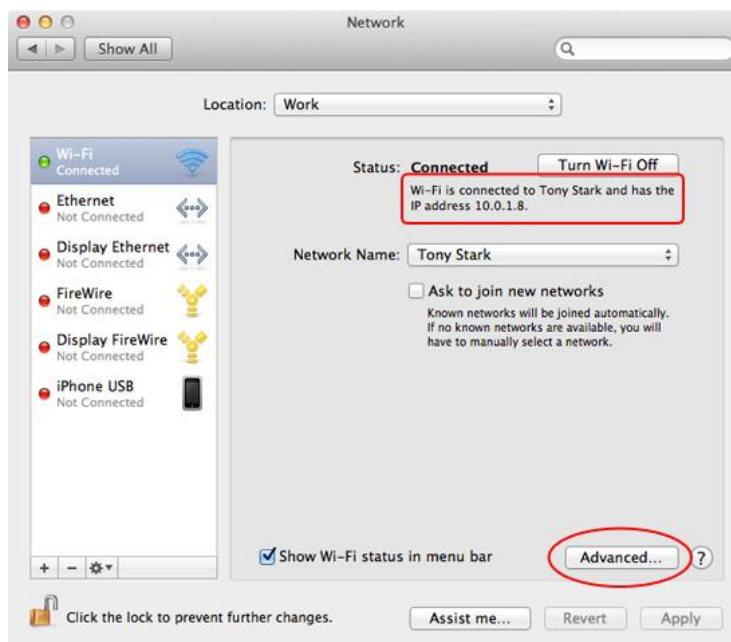 Network
Show All
Location: Work
Wi-Fi
Connected
Ethernet
Not Connected
Display Ethernet
Not Connected
FireWire
Not Connected
Display FireWire
Not Connected
iPhone USB
Not Connected
Status: Connected
Turn Wi-Fi Off
Wi-Fi is connected to Tony Stark and has the
IP address 10.0.1.8.
Network Name: Tony Stark
Ask to join new networks
Known networks will be joined automatically.
If no known networks are available, you will
have to manually select a network.
Show Wi-Fi status in menu bar
Advanced...
?
+ −
Click the lock to prevent further changes.
Assist me...
Revert
Apply